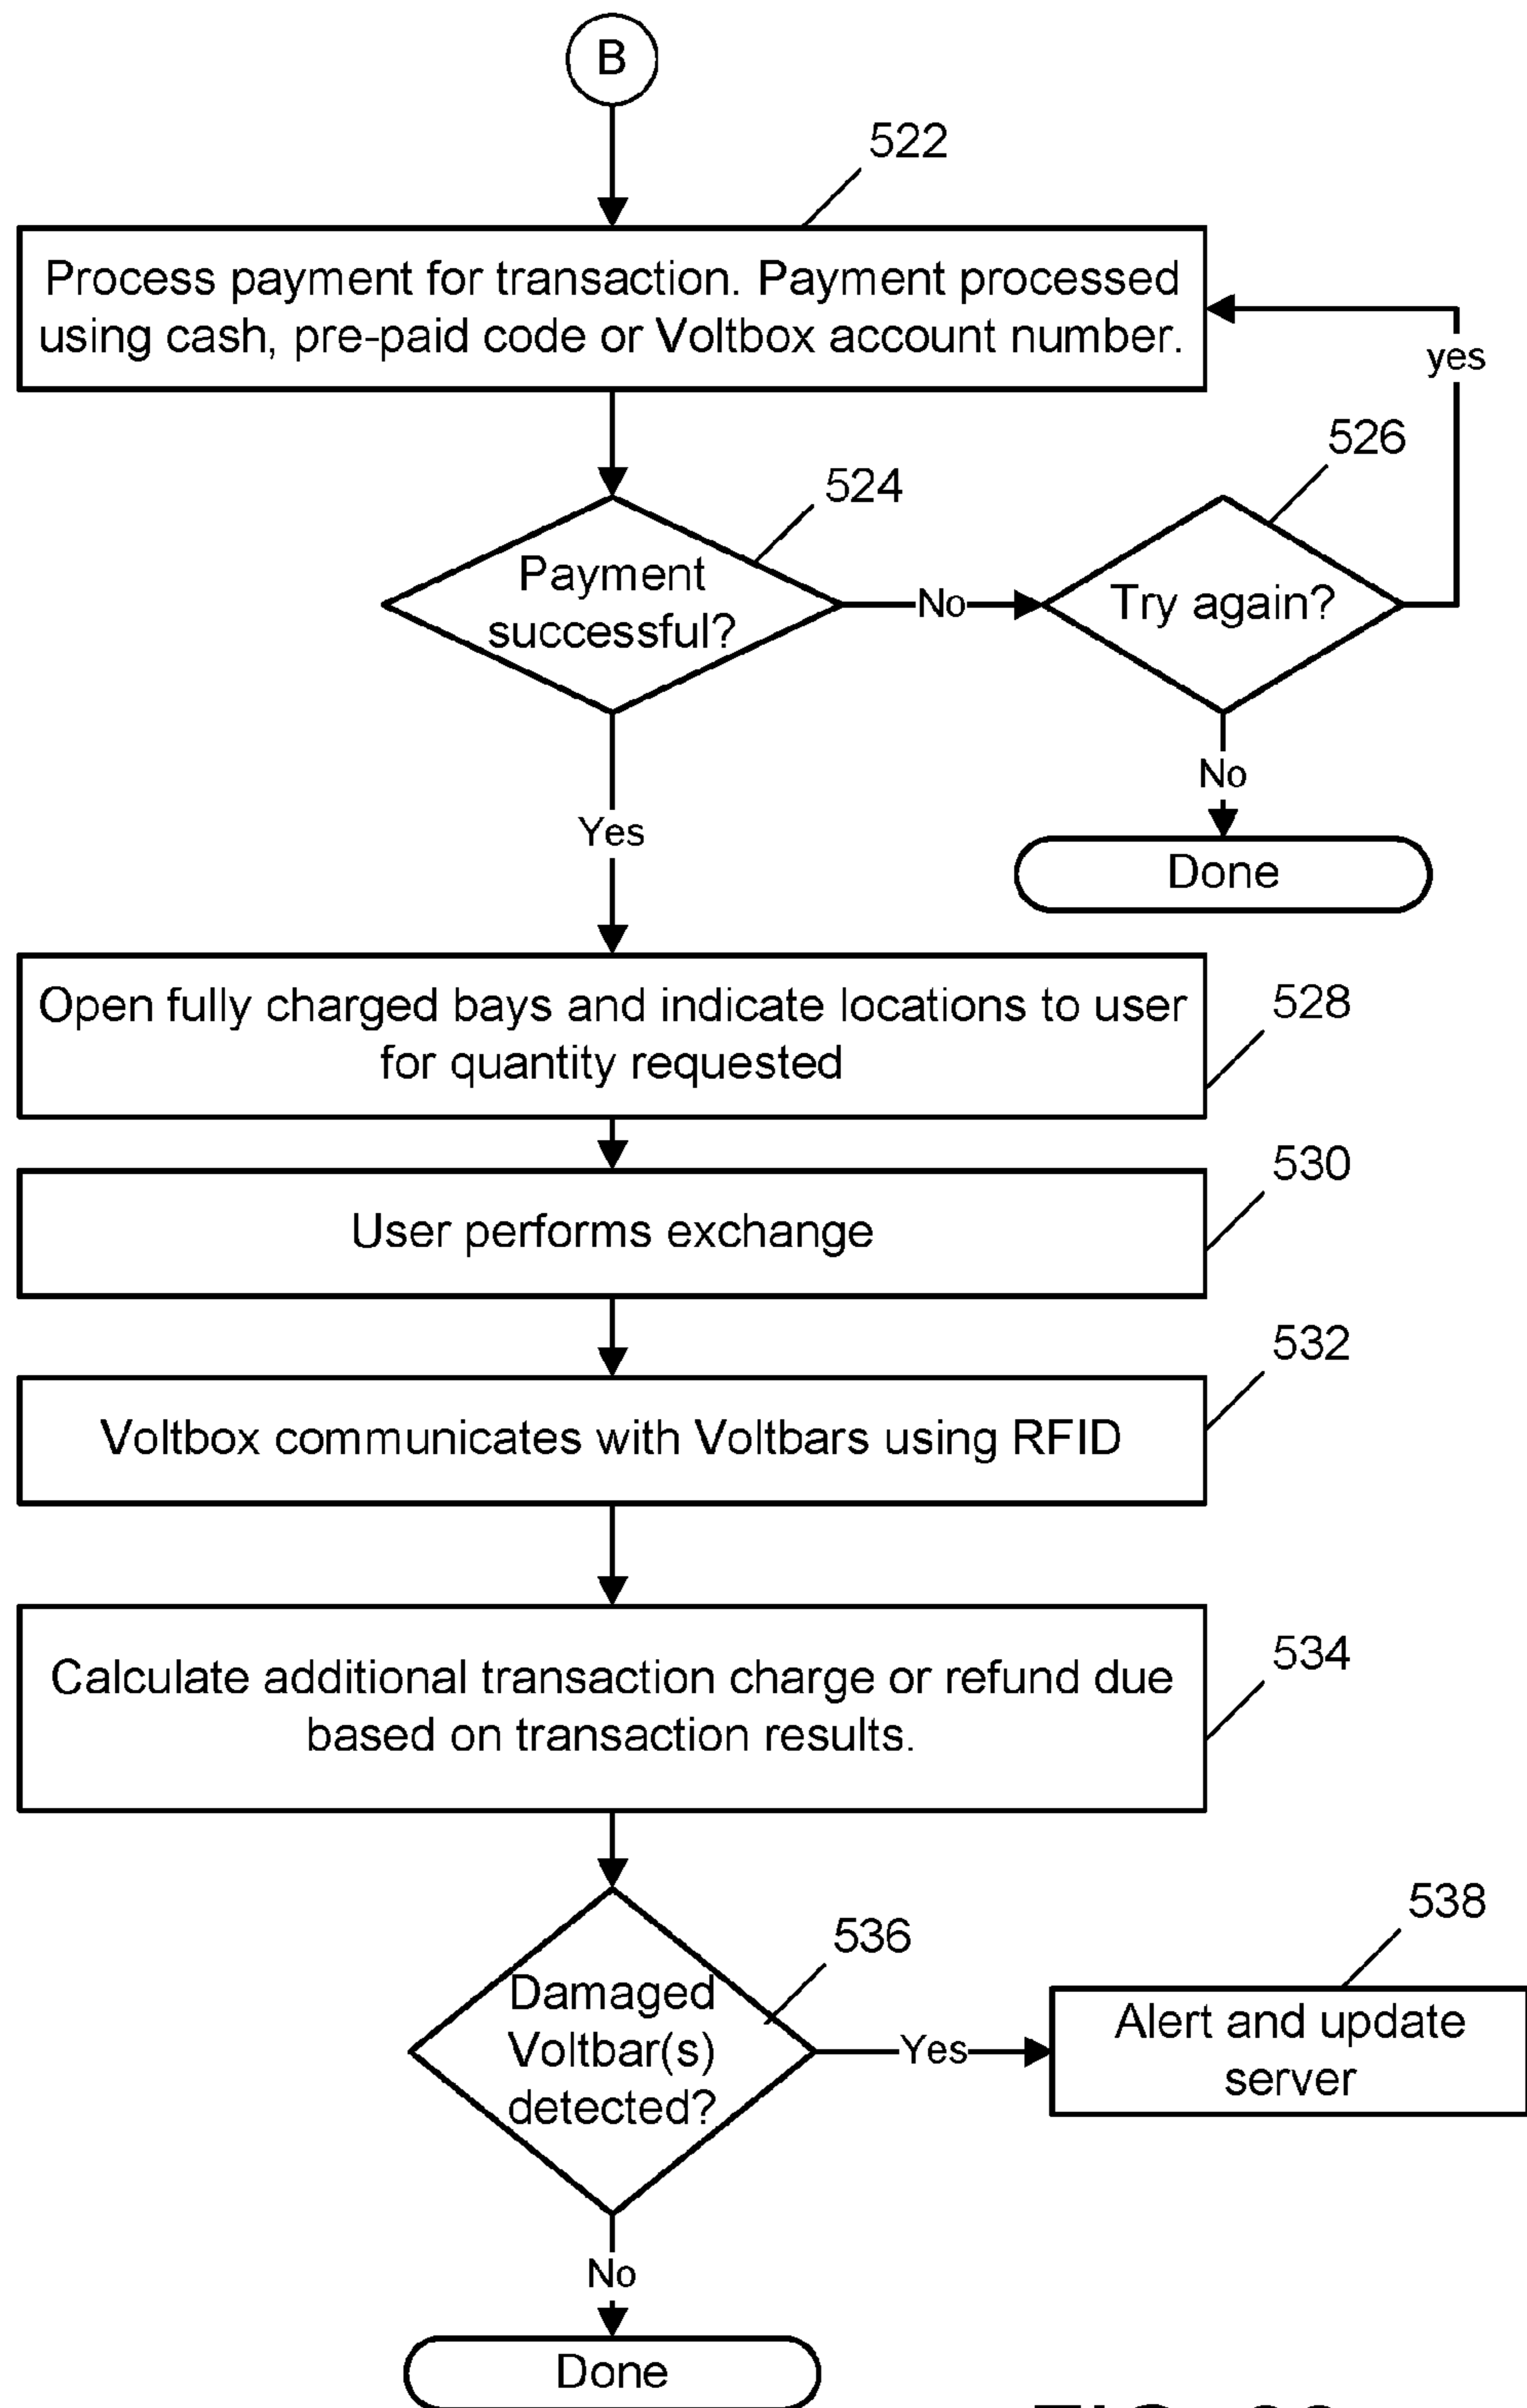 B
522
Process payment for transaction. Payment processed
using cash, pre-paid code or Voltbox account number.
yes
526
524
Payment
successful?
No
Try again?
No
Yes
Done
Open fully charged bays and indicate locations to user
for quantity requested
528
530
User performs exchange
532
Voltbox communicates with Voltbars using RFID
534
Calculate additional transaction charge or refund due
based on transaction results.
538
536
Damaged
Voltbar(s)
detected?
Yes
Alert and update
server
No
Done